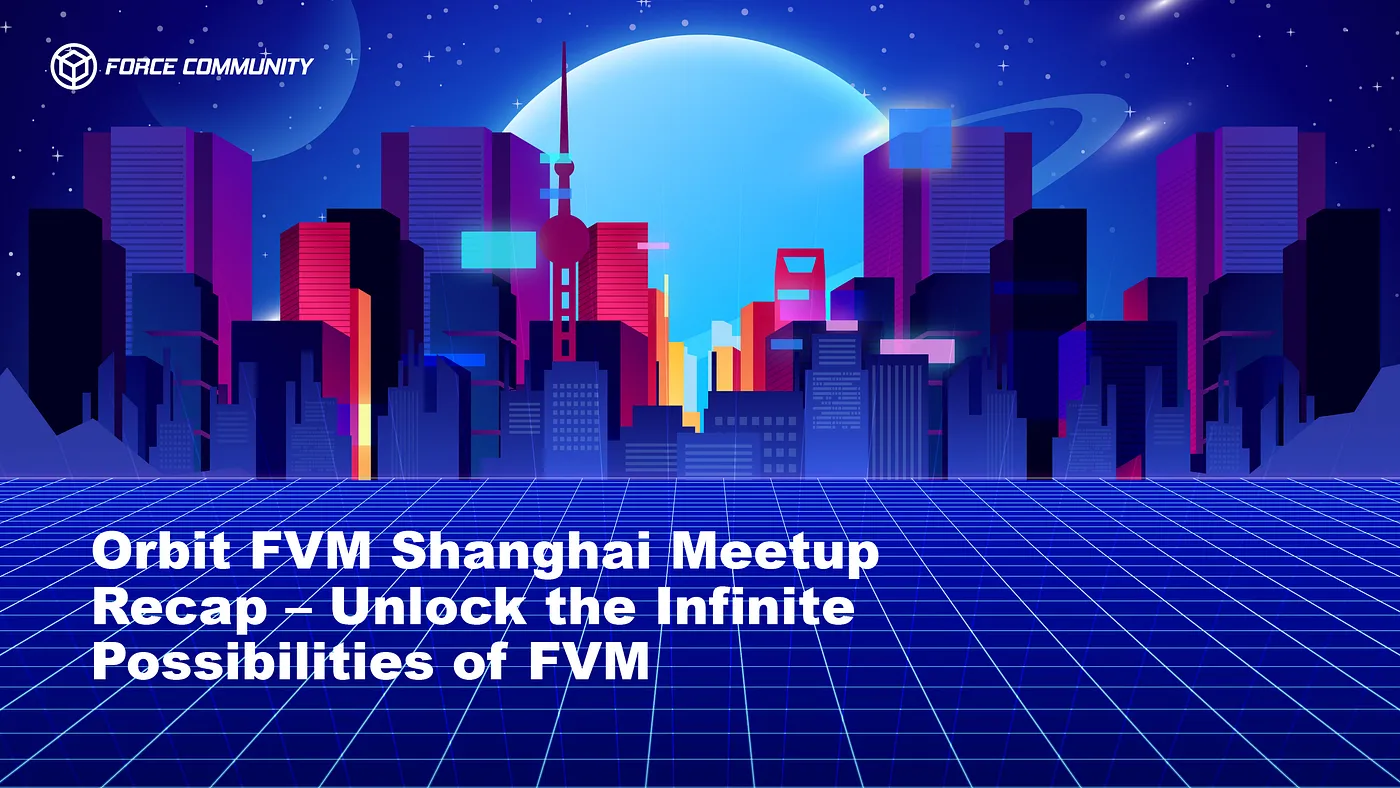 FORCE COMMUNITY
Orbit FVM Shanghai Meetup
Recap – Unlock the Infinite
Possibilities of FVM